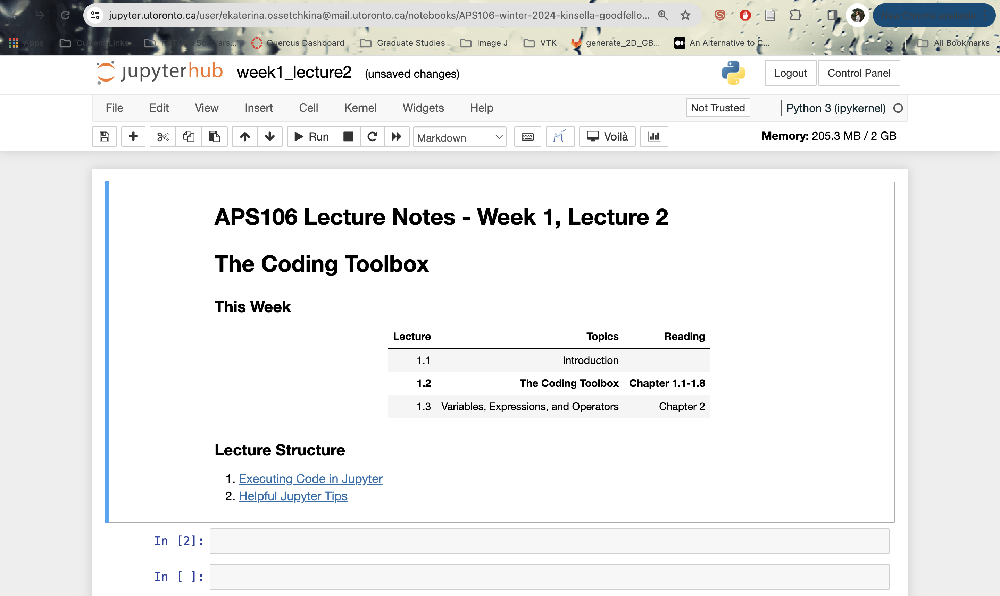 jupyter.utoronto.ca/user/ekaterina.ossetchkina@mail.utoronto.ca/notebooks/APS106-winter-2024-kinsella-goodfello...
New Chrome available
Apps
Current Links
Scholars...
Quercus Dashboard
Graduate Studies
Image J
VTK
generate_2D_GB...
An Alternative to C...
All Bookmarks
jupyterhub
week1_lecture2 (unsaved changes)
Logout
Control Panel
File Edit View Insert Cell Kernel Widgets Help
Not Trusted
Python 3 (ipykernel)
Run
Markdown
Voilà
Memory: 205.3 MB / 2 GB
APS106 Lecture Notes - Week 1, Lecture 2
The Coding Toolbox
This Week
Lecture Topics Reading
1.1 Introduction
1.2 The Coding Toolbox Chapter 1.1-1.8
1.3 Variables, Expressions, and Operators Chapter 2
Lecture Structure
1. Executing Code in Jupyter
2. Helpful Jupyter Tips
In [2]:
In [ ]: